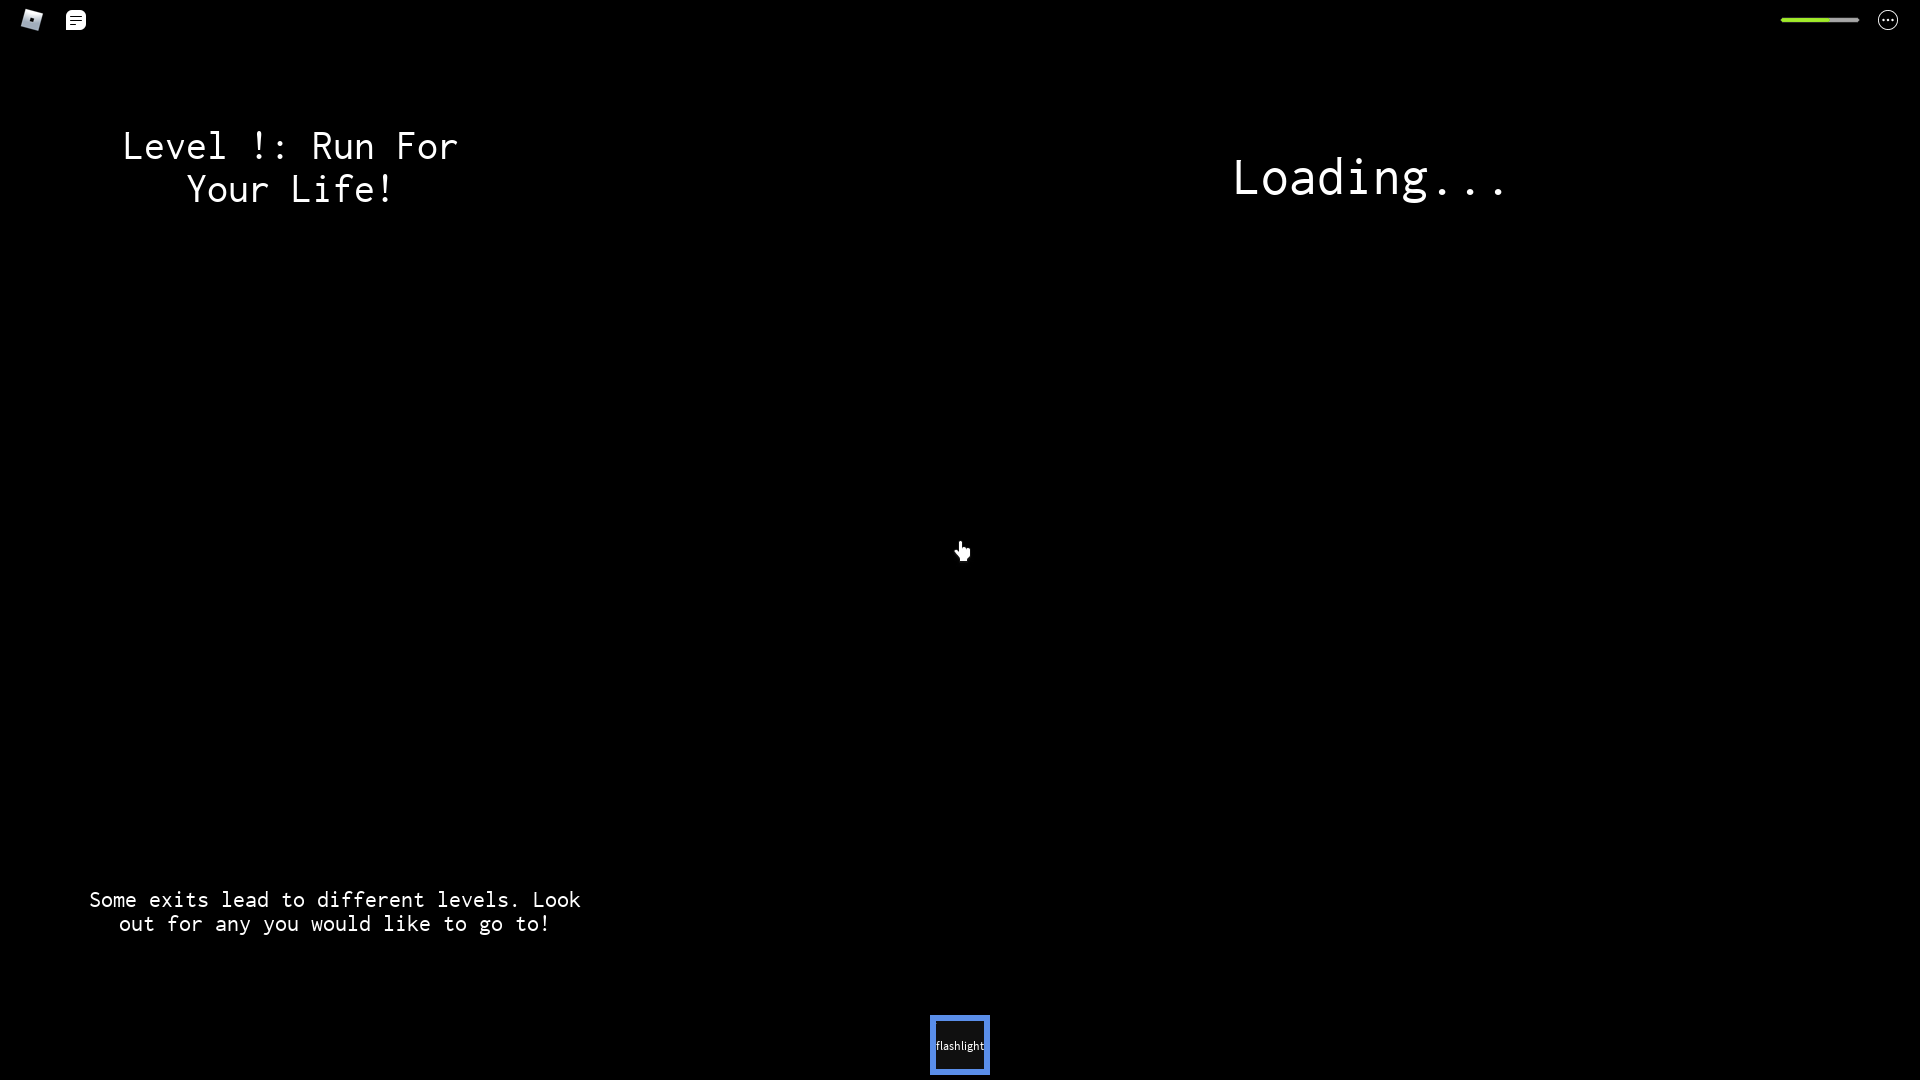 Level !: Run For
Your Life!
Loading...
Some exits lead to different levels. Look
out for any you would like to go to!
flashlight